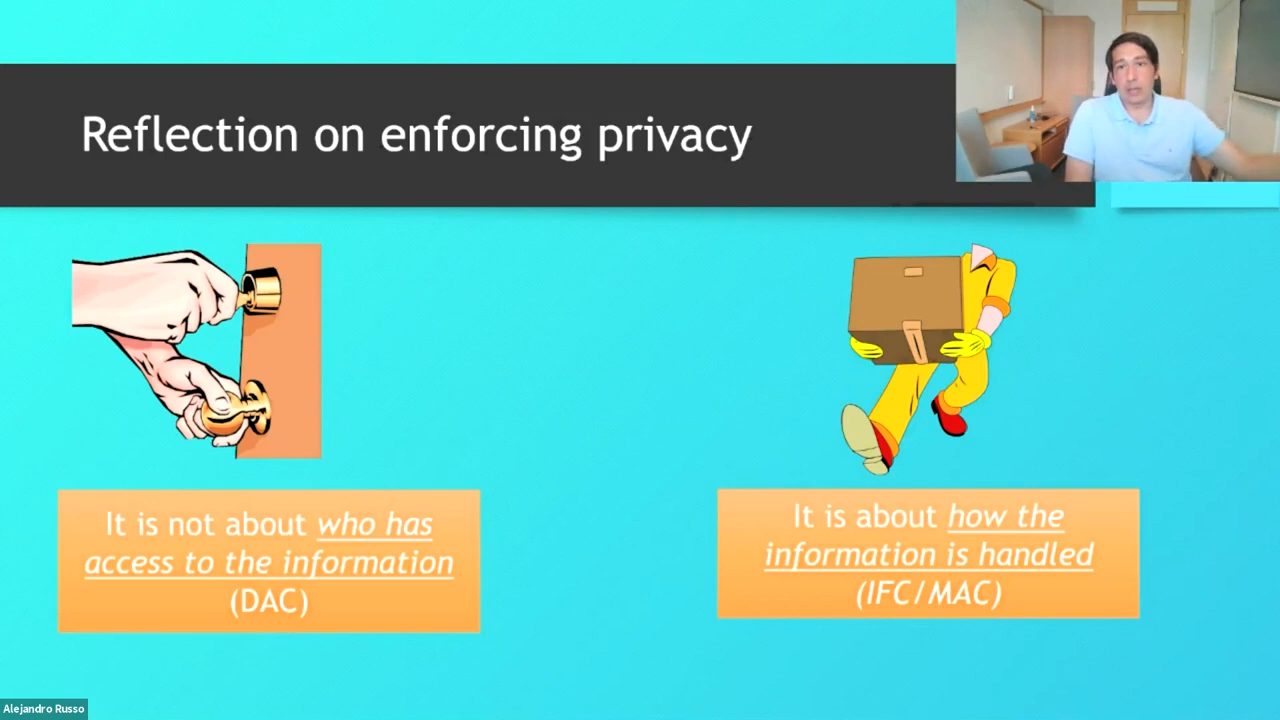 Reflection on enforcing privacy
It is not about who has
access to the information
(DAC)
It is about how the
information is handled
(IFC/MAC)
Alejandro Russo